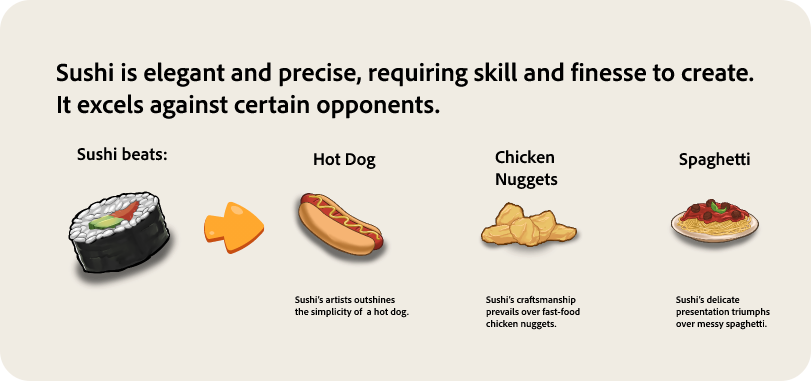 Sushi is elegant and precise, requiring skill and finesse to create.
It excels against certain opponents.
Sushi beats:
Hot Dog
Chicken
Nuggets
Spaghetti
Sushi's artists outshines
the simplicity of a hot dog.
Sushi's craftsmanship
prevails over fast-food
chicken nuggets.
Sushi's delicate
presentation triumphs
over messy spaghetti.